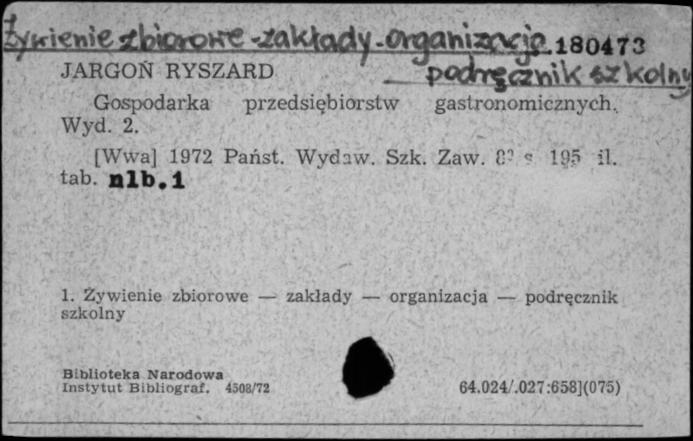 Żywienie zbiorowe - zakłady - organizacja
180473
podręcznik szkolny
JARGOŃ RYSZARD
Gospodarka przedsiębiorstw gastronomicznych.
Wyd. 2.
[Wwa] 1972 Państ. Wydaw. Szk. Zaw. 8° s 195 il.
tab. nlb.1
1. Żywienie zbiorowe — zakłady — organizacja — podręcznik
szkolny
Biblioteka Narodowa
Instytut Bibliograf. 4508/72
64.024/.027:658](075)